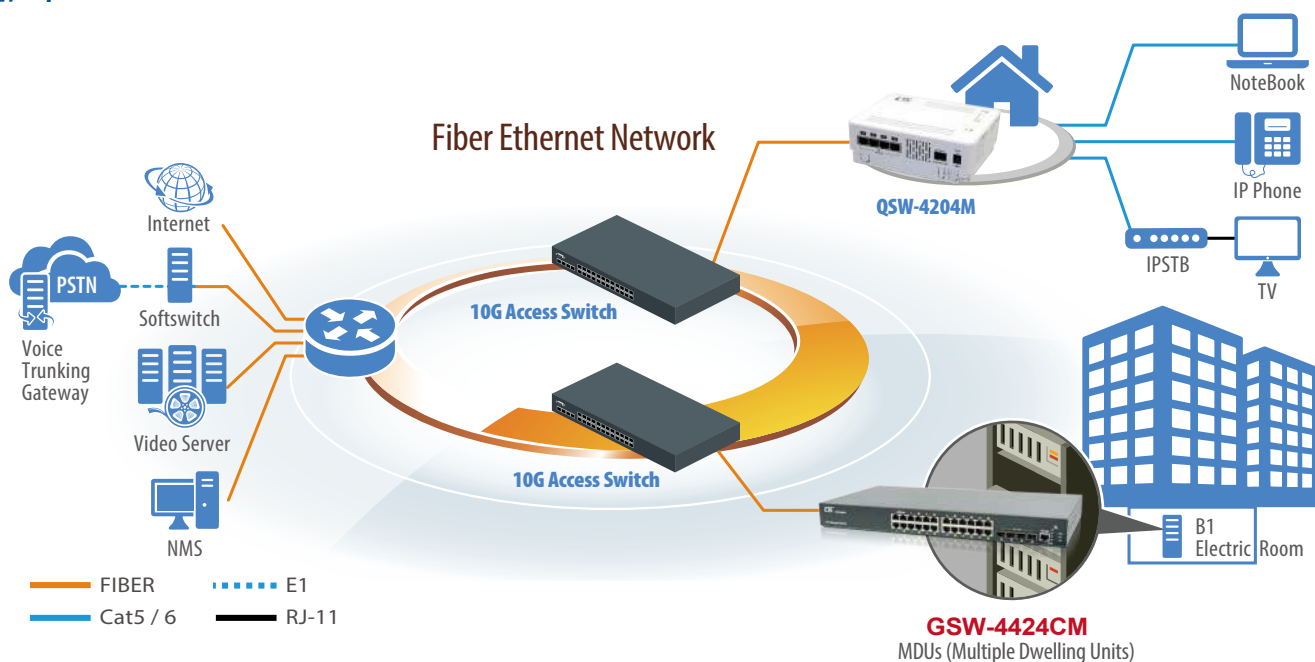 Fiber Ethernet Network
NoteBook
IP Phone
QSW-4204M
IPSTB
TV
Internet
PSTN
Softswitch
Voice
Trunking
Gateway
10G Access Switch
Video Server
10G Access Switch
NMS
B1
Electric Room
FIBER
E1
Cat5 / 6
RJ-11
GSW-4424CM
MDUs (Multiple Dwelling Units)